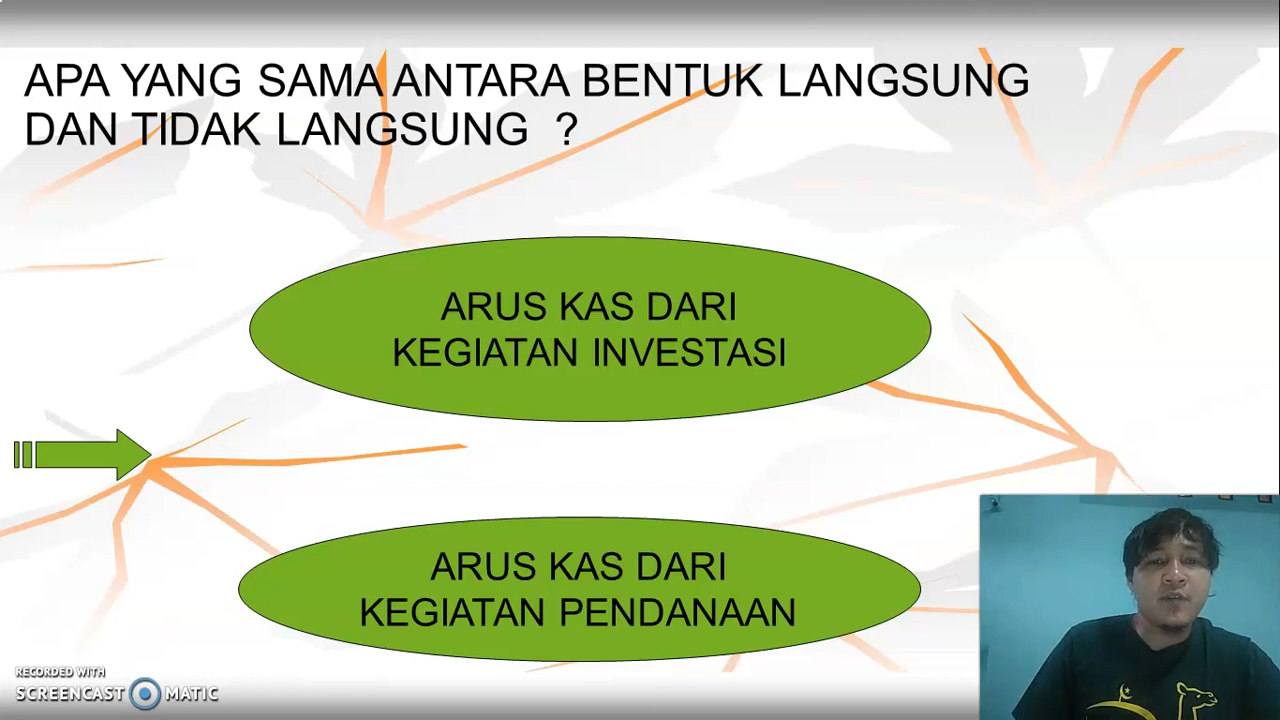 APA YANG SAMA ANTARA BENTUK LANGSUNG
DAN TIDAK LANGSUNG ?
ARUS KAS DARI
KEGIATAN INVESTASI
ARUS KAS DARI
KEGIATAN PENDANAAN
RECORDED WITH
SCREENCAST MATIC